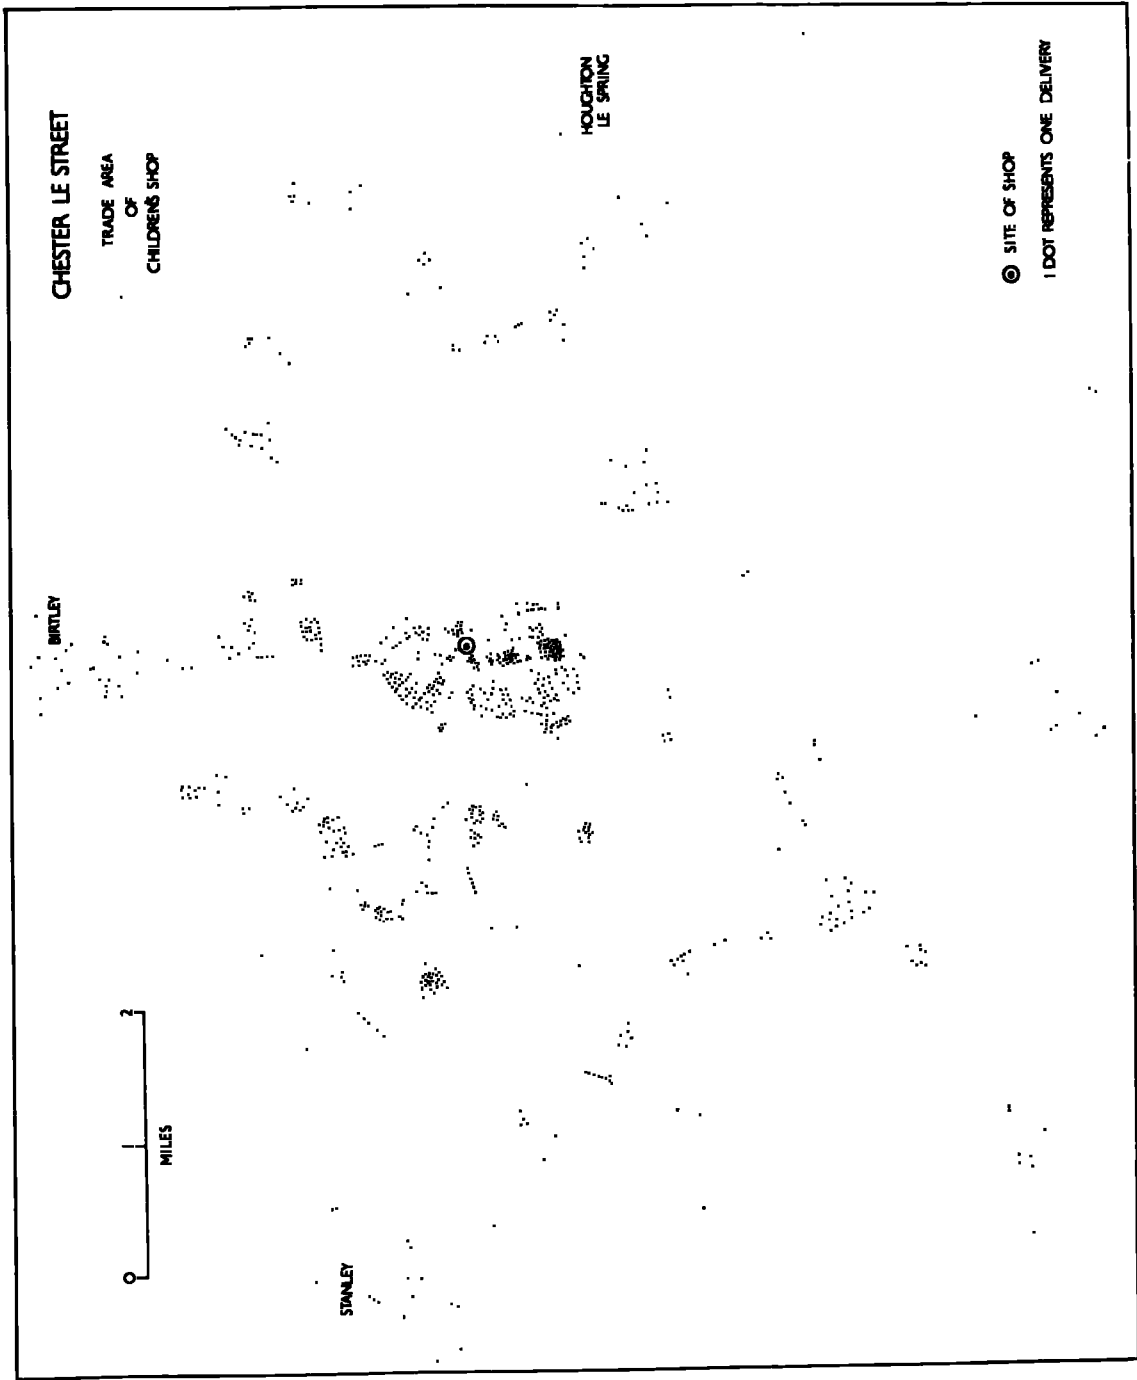 CHESTER LE STREET
TRADE AREA
OF
CHILDRENS SHOP
BIRTLEY
HOUGHTON
LE SPRING
STANLEY
0 1 2
MILES
SITE OF SHOP
1 DOT REPRESENTS ONE DELIVERY